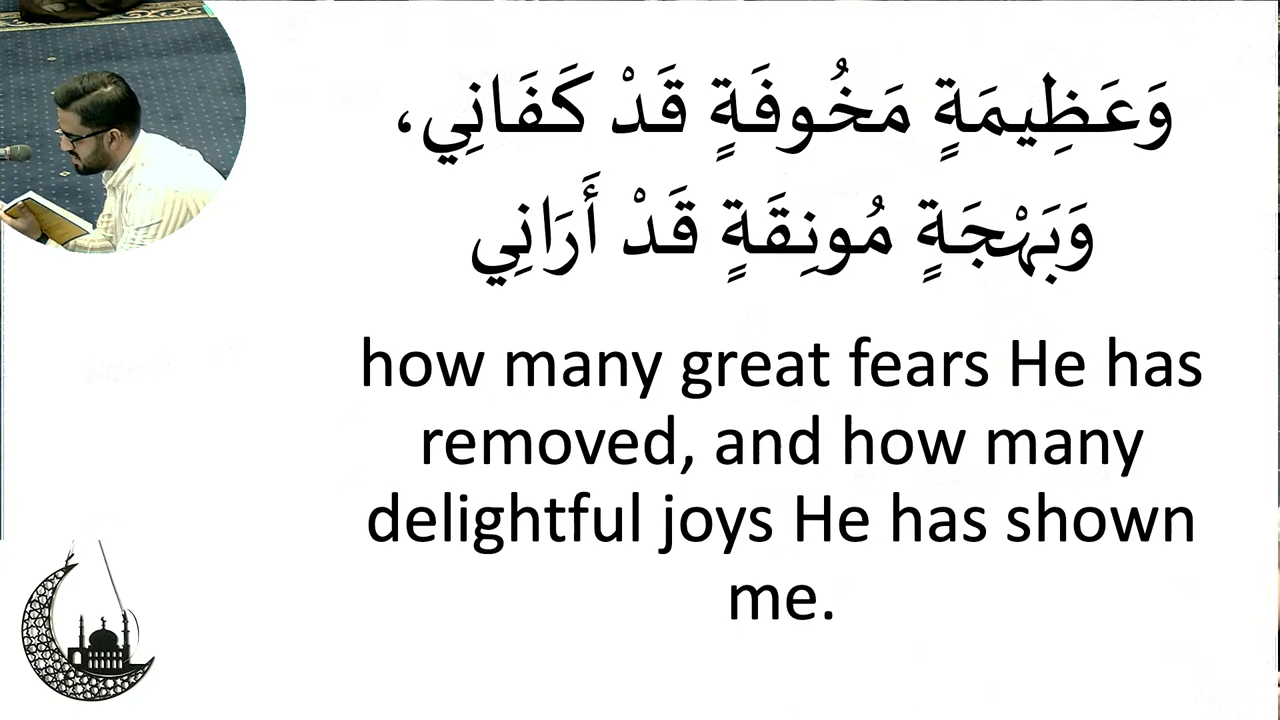 وَعَظِيمَةٍ مَخُوفَةٍ قَدْ كَفَانِي،
وَبَهْجَةٍ مُونِقَةٍ قَدْ أَرَانِي
how many great fears He has
removed, and how many
delightful joys He has shown
me.